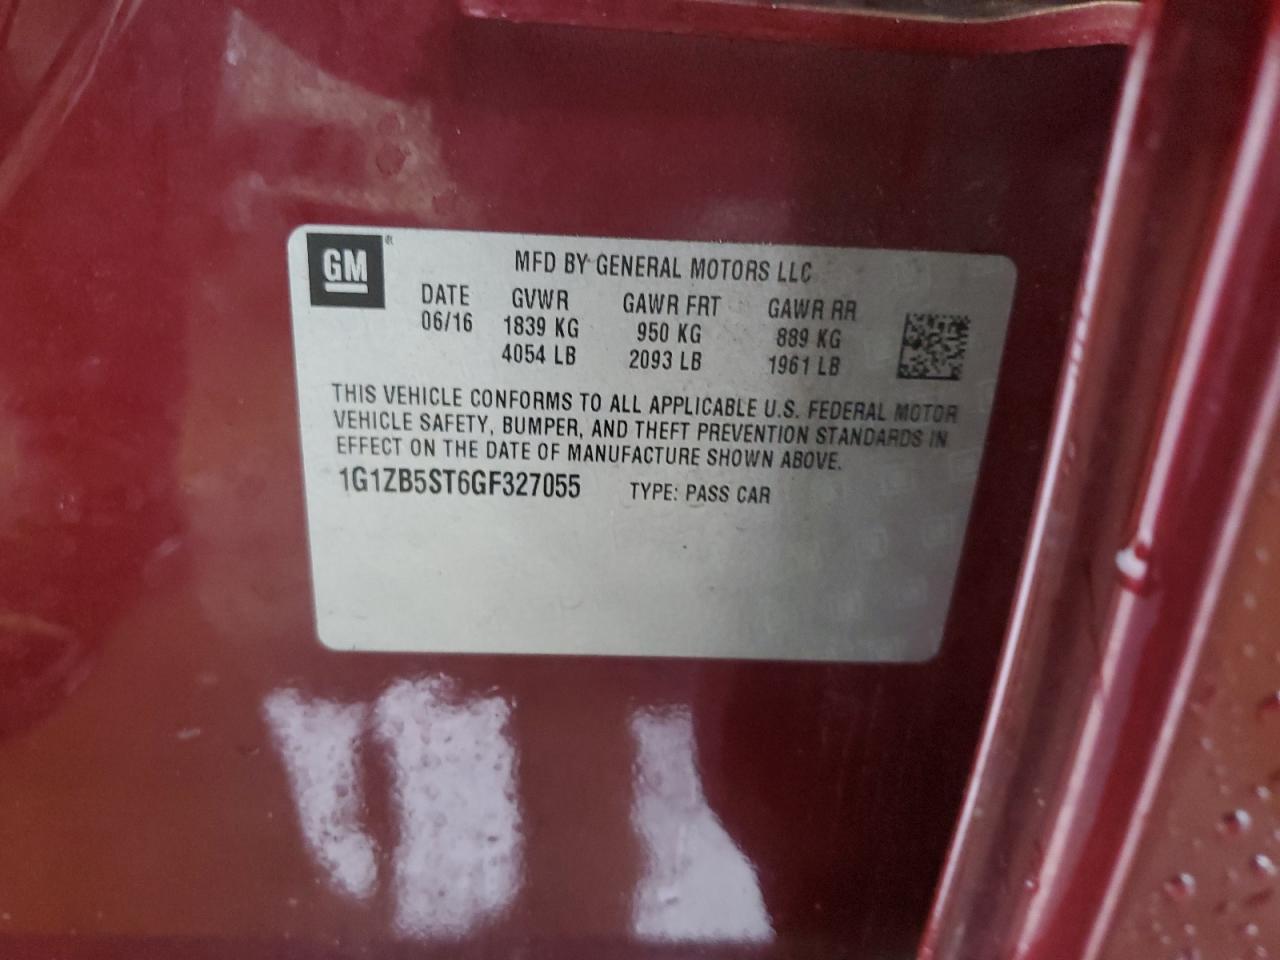 GM ®
MFD BY GENERAL MOTORS LLC
DATE GVWR GAWR FRT GAWR RR
06/16 1839 KG 950 KG 889 KG
4054 LB 2093 LB 1961 LB
THIS VEHICLE CONFORMS TO ALL APPLICABLE U.S. FEDERAL MOTOR
VEHICLE SAFETY, BUMPER, AND THEFT PREVENTION STANDARDS IN
EFFECT ON THE DATE OF MANUFACTURE SHOWN ABOVE.
1G1ZB5ST6GF327055 TYPE: PASS CAR